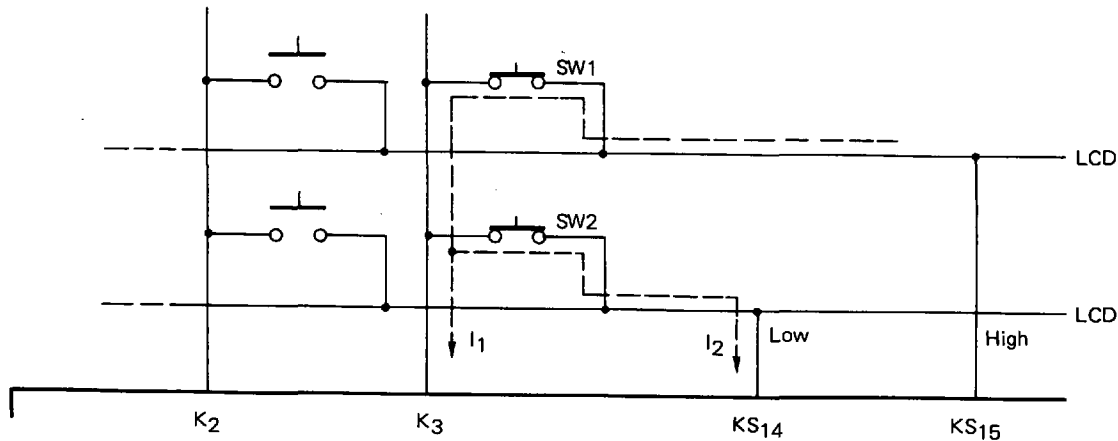 SW1
LCD
SW2
LCD
I₁
I₂
Low
High
K₂
K₃
KS₁₄
KS₁₅